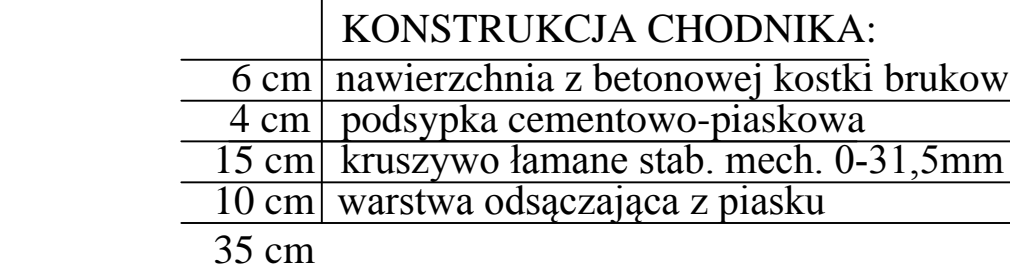 KONSTRUKCJA CHODNIKA:
6 cm nawierzchnia z betonowej kostki brukow
4 cm podsypka cementowo-piaskowa
15 cm kruszywo łamane stab. mech. 0-31,5mm
10 cm warstwa odsączająca z piasku
35 cm